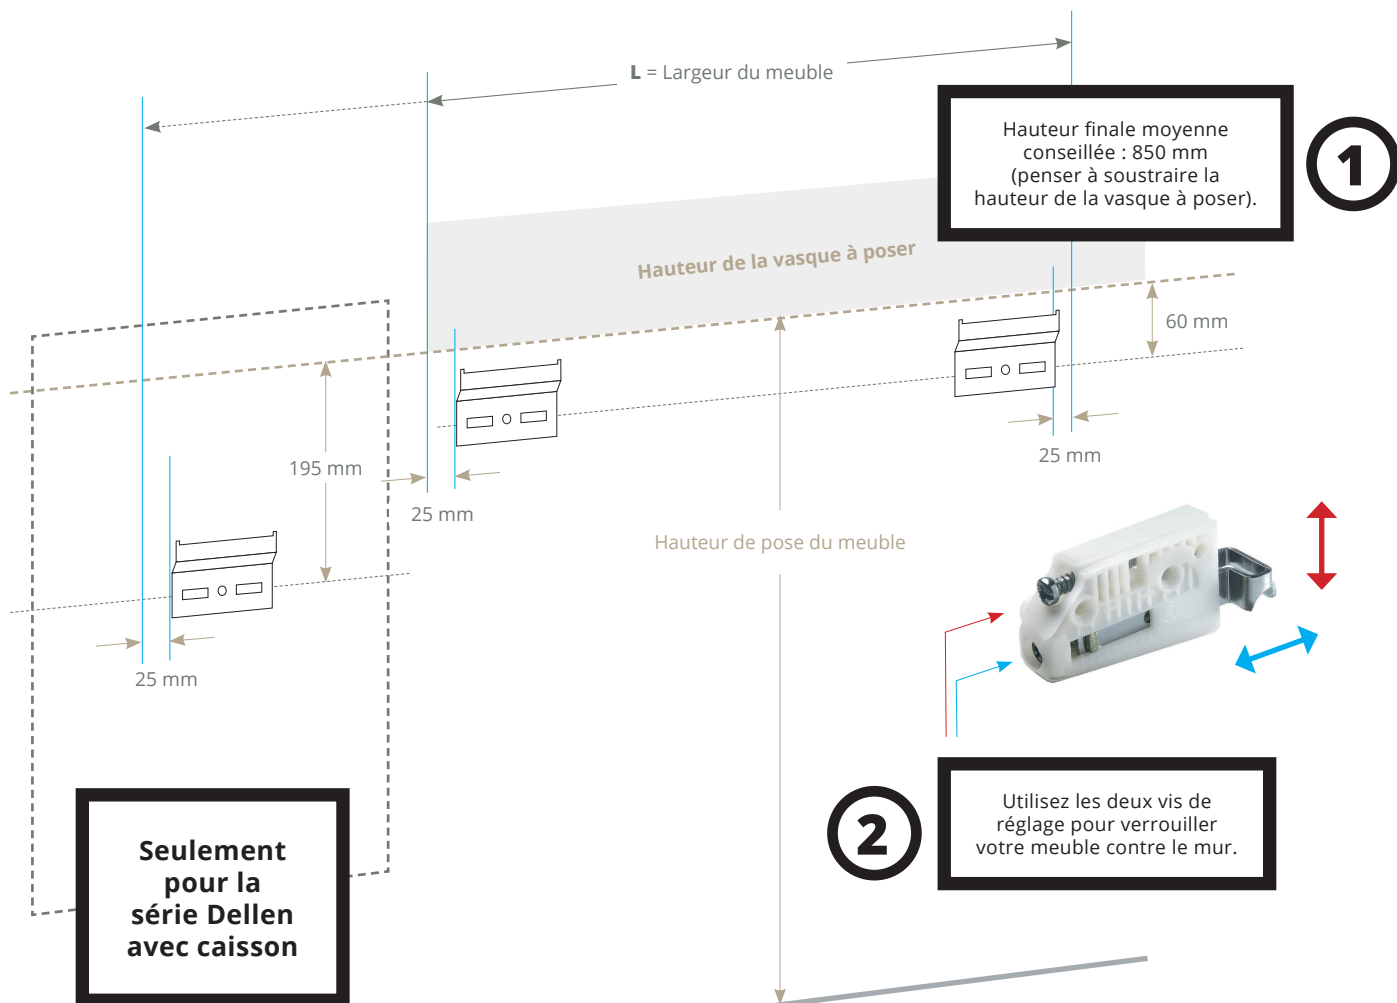 L = Largeur du meuble
Hauteur finale moyenne
conseillée : 850 mm
(penser à soustraire la
hauteur de la vasque à poser).
1
Hauteur de la vasque à poser
60 mm
25 mm
195 mm
25 mm
Hauteur de pose du meuble
25 mm
2
Utilisez les deux vis de
réglage pour verrouiller
votre meuble contre le mur.
Seulement
pour la
série Dellen
avec caisson